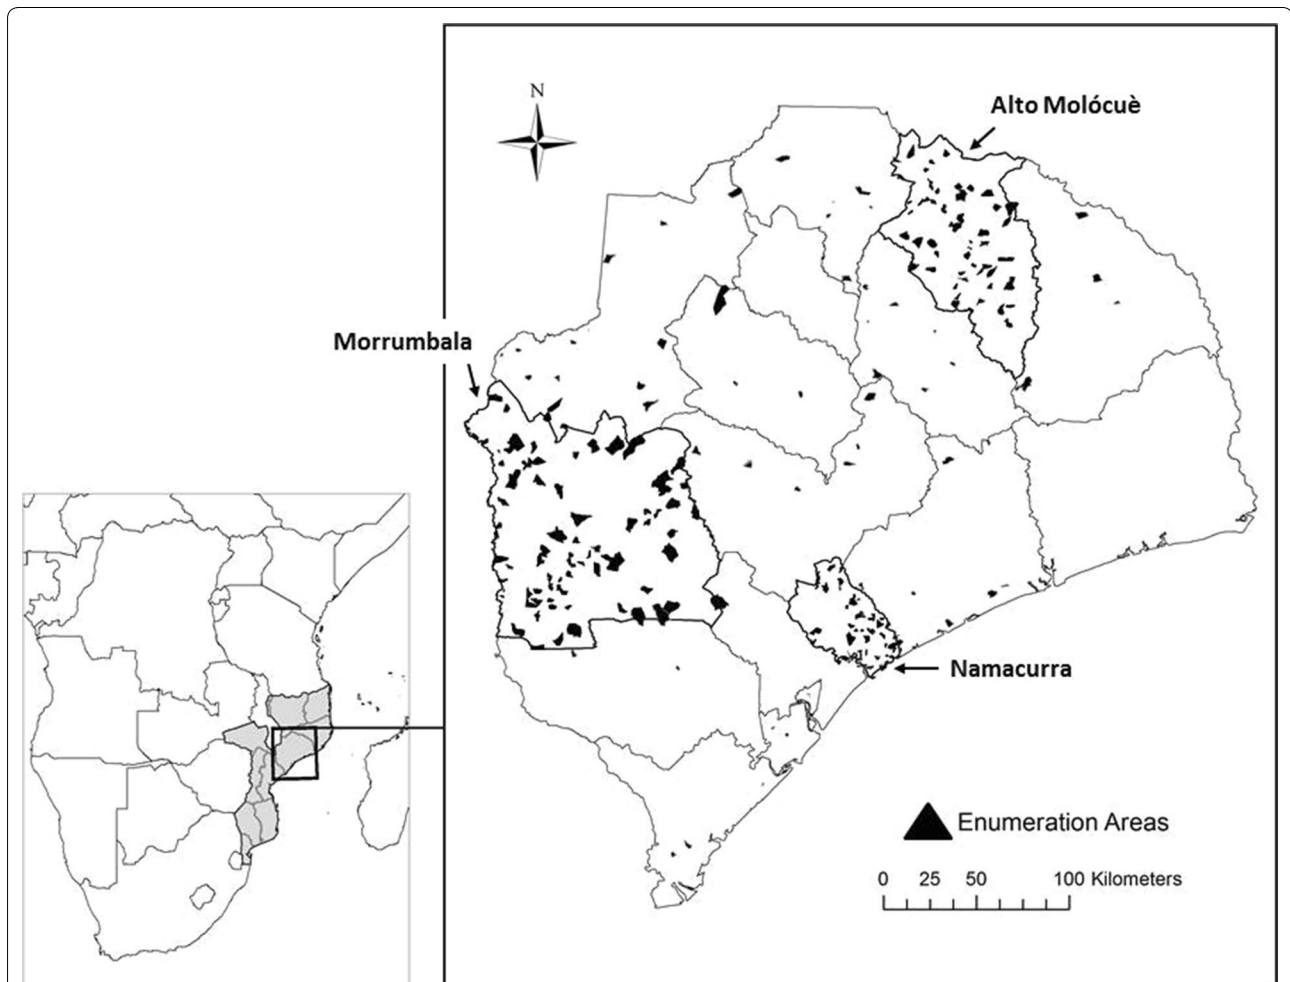 N
Alto Molócuè
Morrumbala
Namacurra
Enumeration Areas
0 25 50 100 Kilometers